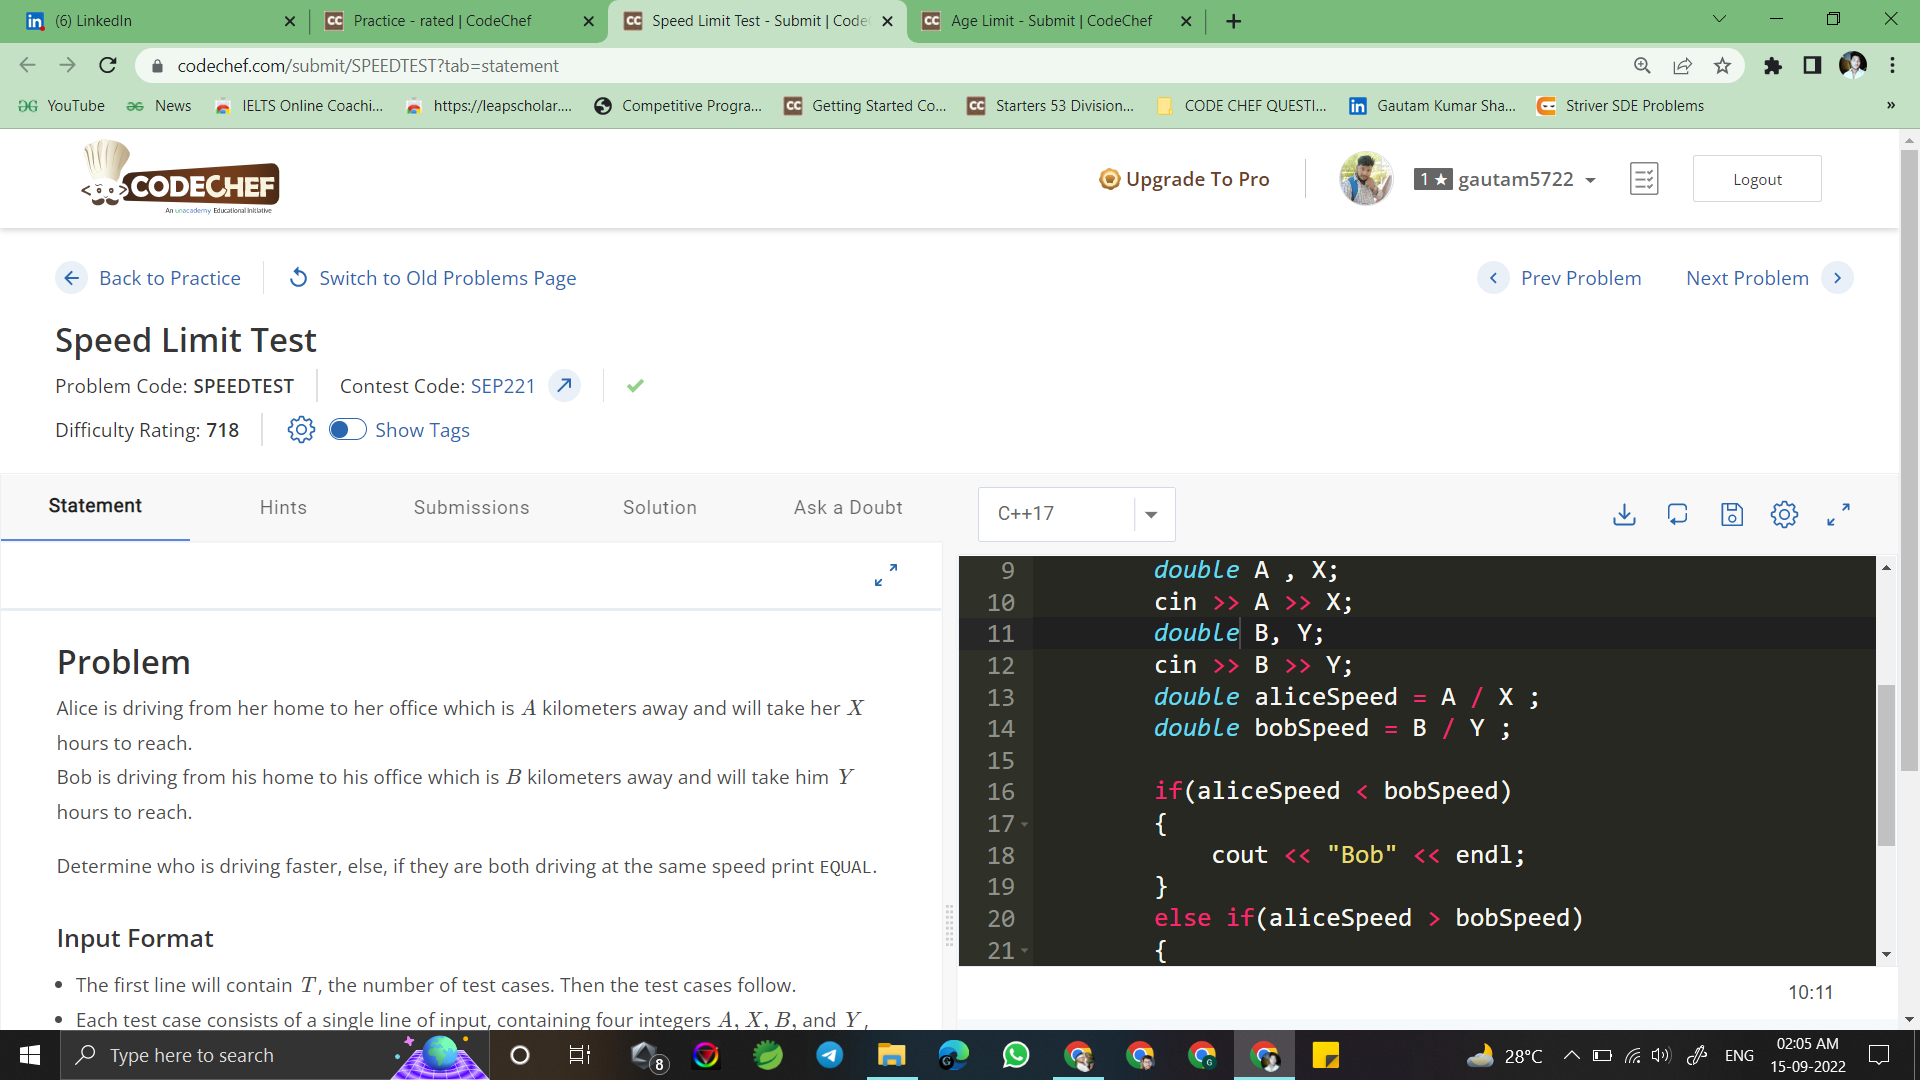 (6) LinkedIn
Practice - rated | CodeChef
Speed Limit Test - Submit | Code
Age Limit - Submit | CodeChef
codechef.com/submit/SPEEDTEST?tab=statement
YouTube
News
IELTS Online Coachi...
https://leapscholar....
Competitive Progra...
Getting Started Co...
Starters 53 Division...
CODE CHEF QUESTI...
Gautam Kumar Sha...
Striver SDE Problems
CODECHEF
An unacademy Educational Initiative
Upgrade To Pro
1★ gautam5722
Logout
Back to Practice
Switch to Old Problems Page
Prev Problem
Next Problem
Speed Limit Test
Problem Code: SPEEDTEST
Contest Code: SEP221
Difficulty Rating: 718
Show Tags
Statement
Hints
Submissions
Solution
Ask a Doubt
C++17
Problem
Alice is driving from her home to her office which is A kilometers away and will take her X
hours to reach.
Bob is driving from his home to his office which is B kilometers away and will take him Y
hours to reach.
Determine who is driving faster, else, if they are both driving at the same speed print EQUAL.
Input Format
• The first line will contain T, the number of test cases. Then the test cases follow.
• Each test case consists of a single line of input, containing four integers A, X, B, and Y,
9 double A , X;
10 cin >> A >> X;
11 double B, Y;
12 cin >> B >> Y;
13 double aliceSpeed = A / X ;
14 double bobSpeed = B / Y ;
15
16 if(aliceSpeed < bobSpeed)
17 {
18 cout << "Bob" << endl;
19 }
20 else if(aliceSpeed > bobSpeed)
21 {
10:11
Type here to search
8
28°C
ENG
02:05 AM
15-09-2022